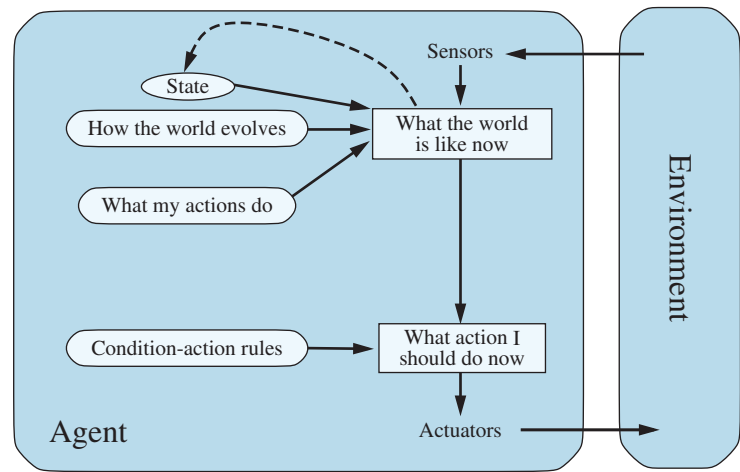 Sensors
State
How the world evolves
What the world
is like now
What my actions do
Condition-action rules
What action I
should do now
Agent
Actuators
Environment